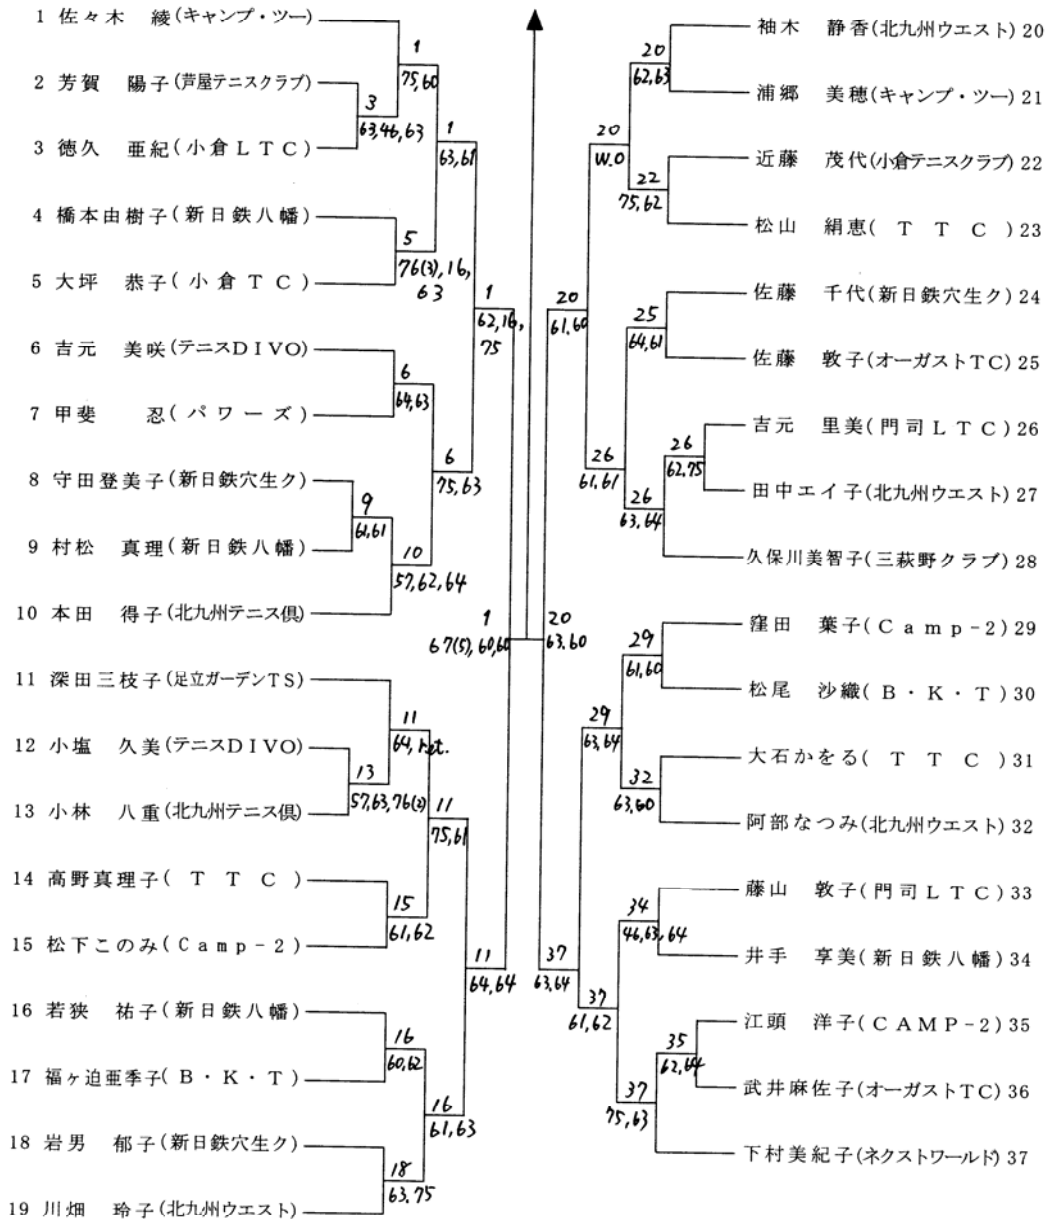 1 佐々木 綾(キャンプ・ツー)
1
75,60
2 芳賀 陽子(芦屋テニスクラブ)
3
63,46,63
3 徳久 亜紀(小倉LTC)
1
63,61
4 橋本由樹子(新日鉄八幡)
5
76(3),16,
63
5 大坪 恭子(小倉TC)
1
62,16,
75
6 吉元 美咲(テニスDIVO)
6
64,63
7 甲斐 忍(パワーズ)
6
75,63
8 守田登美子(新日鉄穴生ク)
9
61,61
9 村松 真理(新日鉄八幡)
10
57,62,64
10 本田 得子(北九州テニス倶)
1
67(5),60,60
11 深田三枝子(足立ガーデンTS)
11
64,ret.
12 小塩 久美(テニスDIVO)
13
57,63,76(2)
13 小林 八重(北九州テニス倶)
11
75,61
14 高野真理子(TTC)
15
61,62
15 松下このみ(Camp-2)
11
64,64
16 若狭 祐子(新日鉄八幡)
16
60,62
17 福ヶ迫亜季子(B・K・T)
16
61,63
18 岩男 郁子(新日鉄穴生ク)
18
63,75
19 川畑 玲子(北九州ウエスト)
袖木 静香(北九州ウエスト)20
20
62,63
浦郷 美穂(キャンプ・ツー)21
20
W.O
近藤 茂代(小倉テニスクラブ)22
22
75,62
松山 絹恵(TTC)23
20
61,60
佐藤 千代(新日鉄穴生ク)24
25
64,61
佐藤 敦子(オーガストTC)25
26
61,61
吉元 里美(門司LTC)26
26
62,75
田中エイ子(北九州ウエスト)27
26
63,64
久保川美智子(三萩野クラブ)28
20
63,60
窪田 葉子(Camp-2)29
29
61,60
松尾 沙織(B・K・T)30
29
63,64
大石かをる(TTC)31
32
63,60
阿部なつみ(北九州ウエスト)32
37
63,64
藤山 敦子(門司LTC)33
34
46,63,64
井手 享美(新日鉄八幡)34
37
61,62
江頭 洋子(CAMP-2)35
35
62,64
武井麻佐子(オーガストTC)36
37
75,63
下村美紀子(ネクストワールド)37